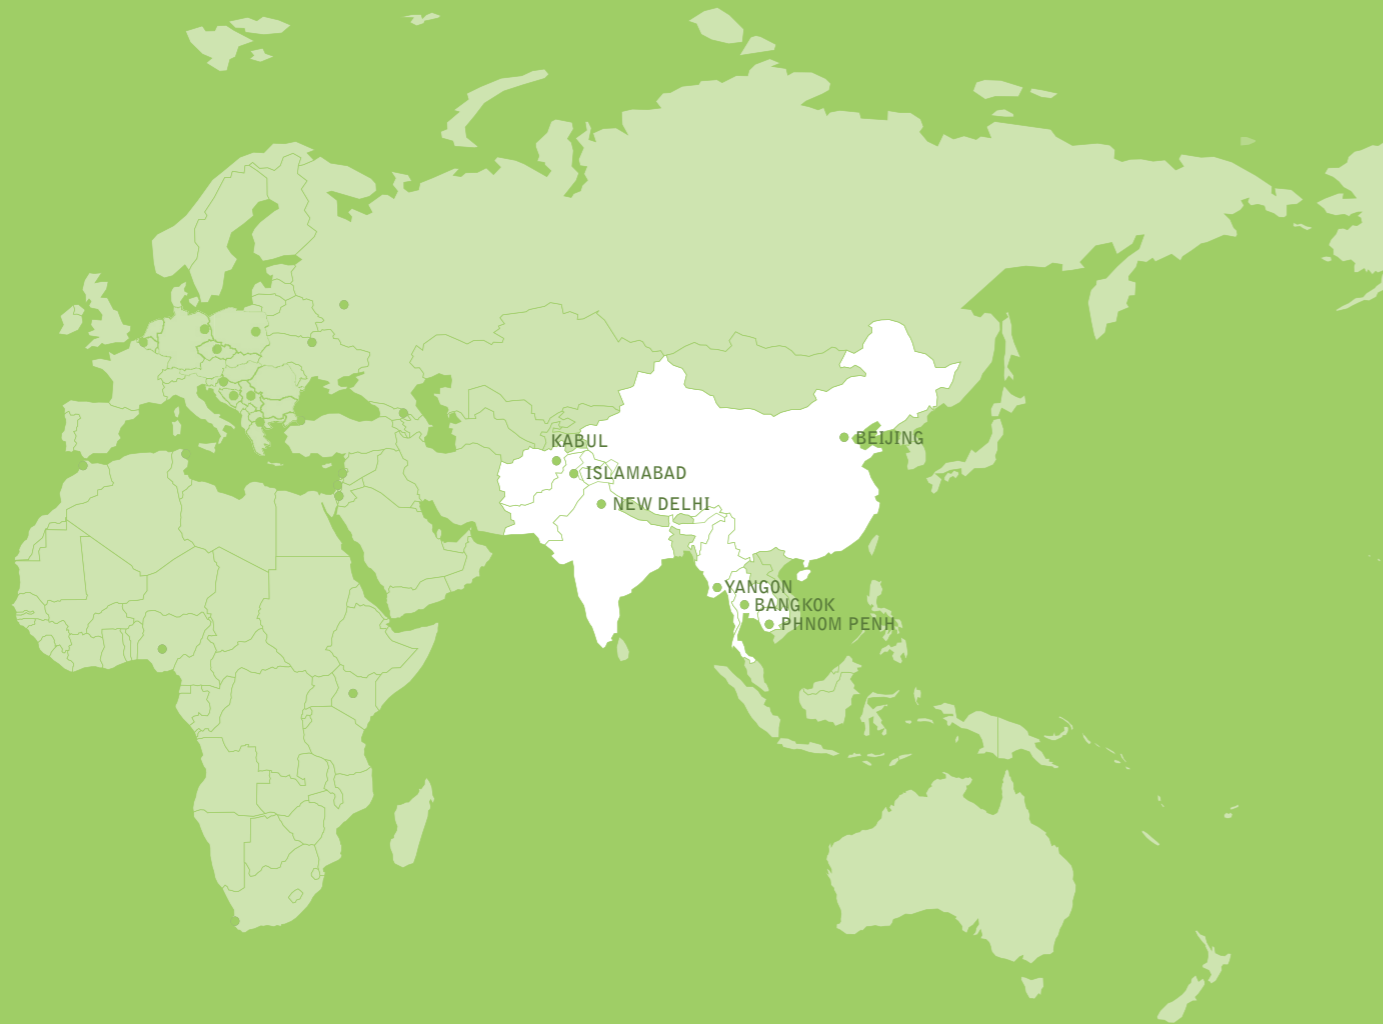 BEIJING
KABUL
ISLAMABAD
NEW DELHI
YANGON
BANGKOK
PHNOM PENH